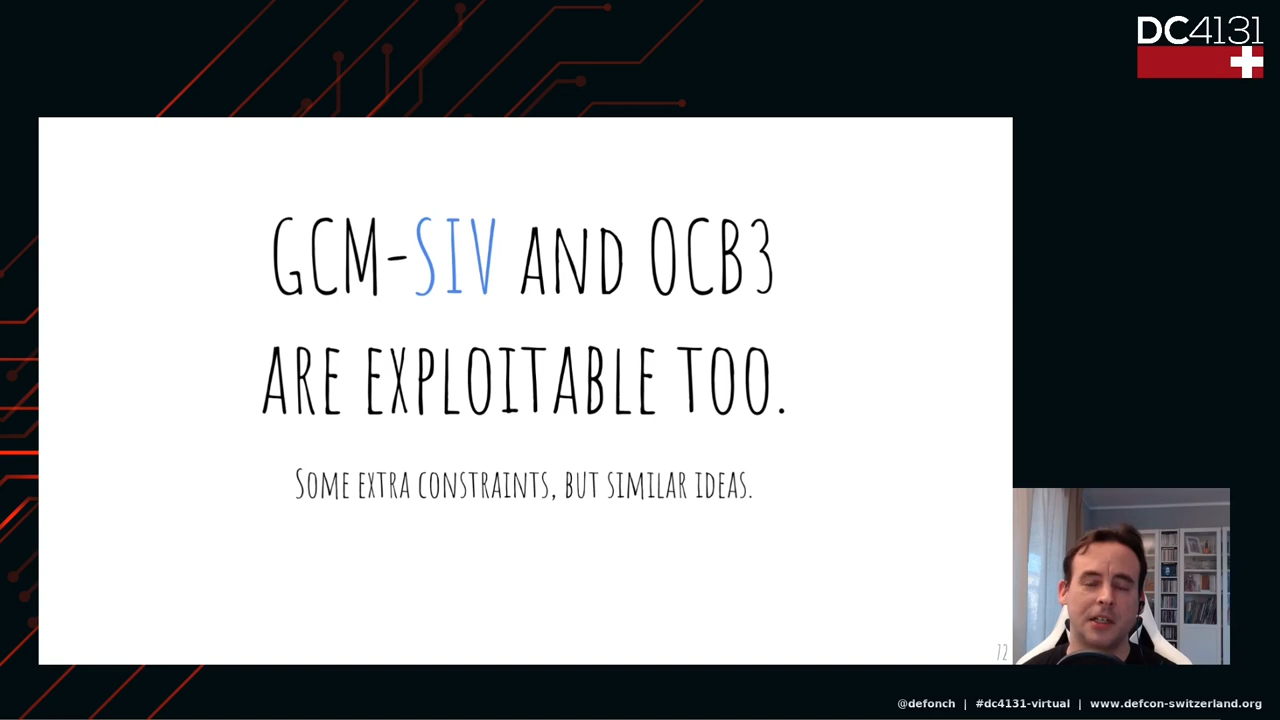 DC4131
GCM-SIV AND OCB3
ARE EXPLOITABLE TOO.
SOME EXTRA CONSTRAINTS, BUT SIMILAR IDEAS.
72
@defonch | #dc4131-virtual | www.defcon-switzerland.org